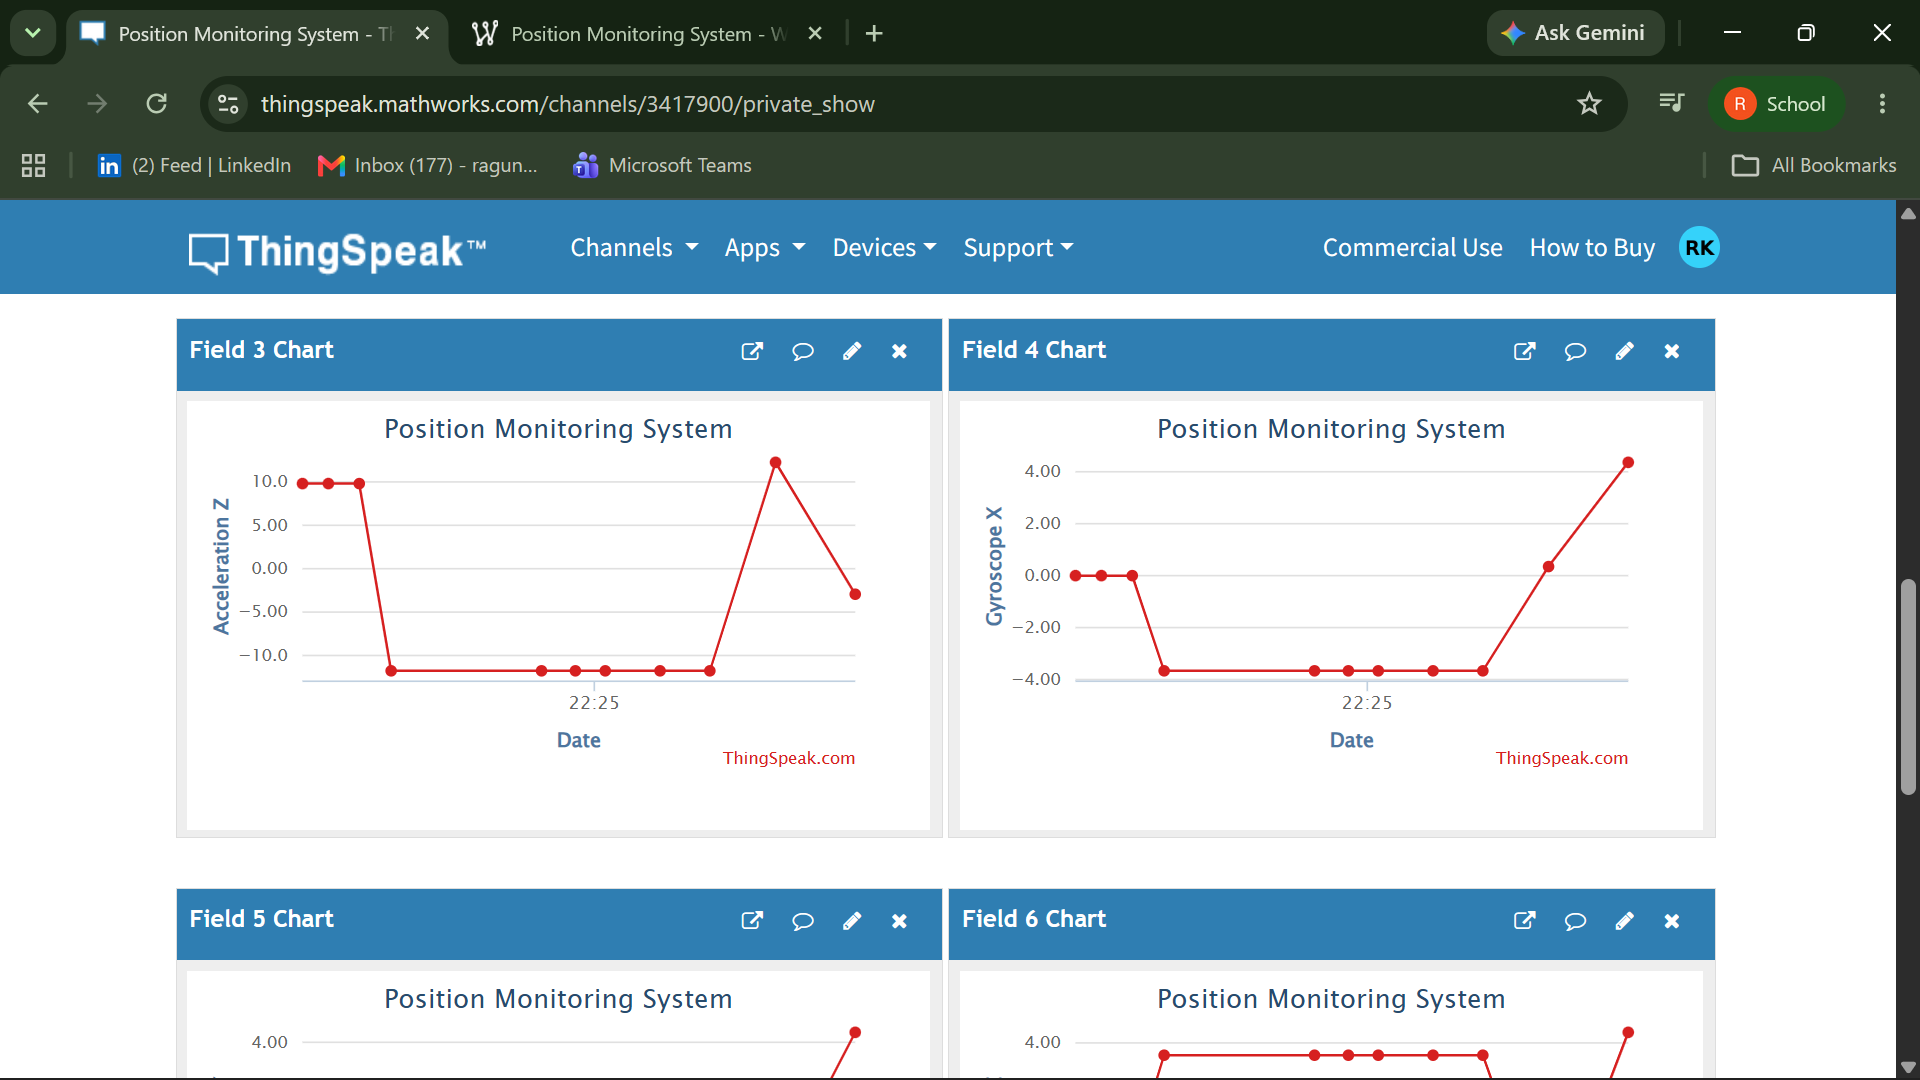 Position Monitoring System - Th
Position Monitoring System - W
Ask Gemini
thingspeak.mathworks.com/channels/3417900/private_show
R School
(2) Feed | LinkedIn
Inbox (177) - ragun...
Microsoft Teams
All Bookmarks
ThingSpeak™
Channels
Apps
Devices
Support
Commercial Use
How to Buy
RK
Field 3 Chart
Position Monitoring System
Acceleration Z
10.0
5.00
0.00
−5.00
−10.0
22:25
Date
ThingSpeak.com
Field 4 Chart
Position Monitoring System
Gyroscope X
4.00
2.00
0.00
−2.00
−4.00
22:25
Date
ThingSpeak.com
Field 5 Chart
Position Monitoring System
4.00
Field 6 Chart
Position Monitoring System
4.00